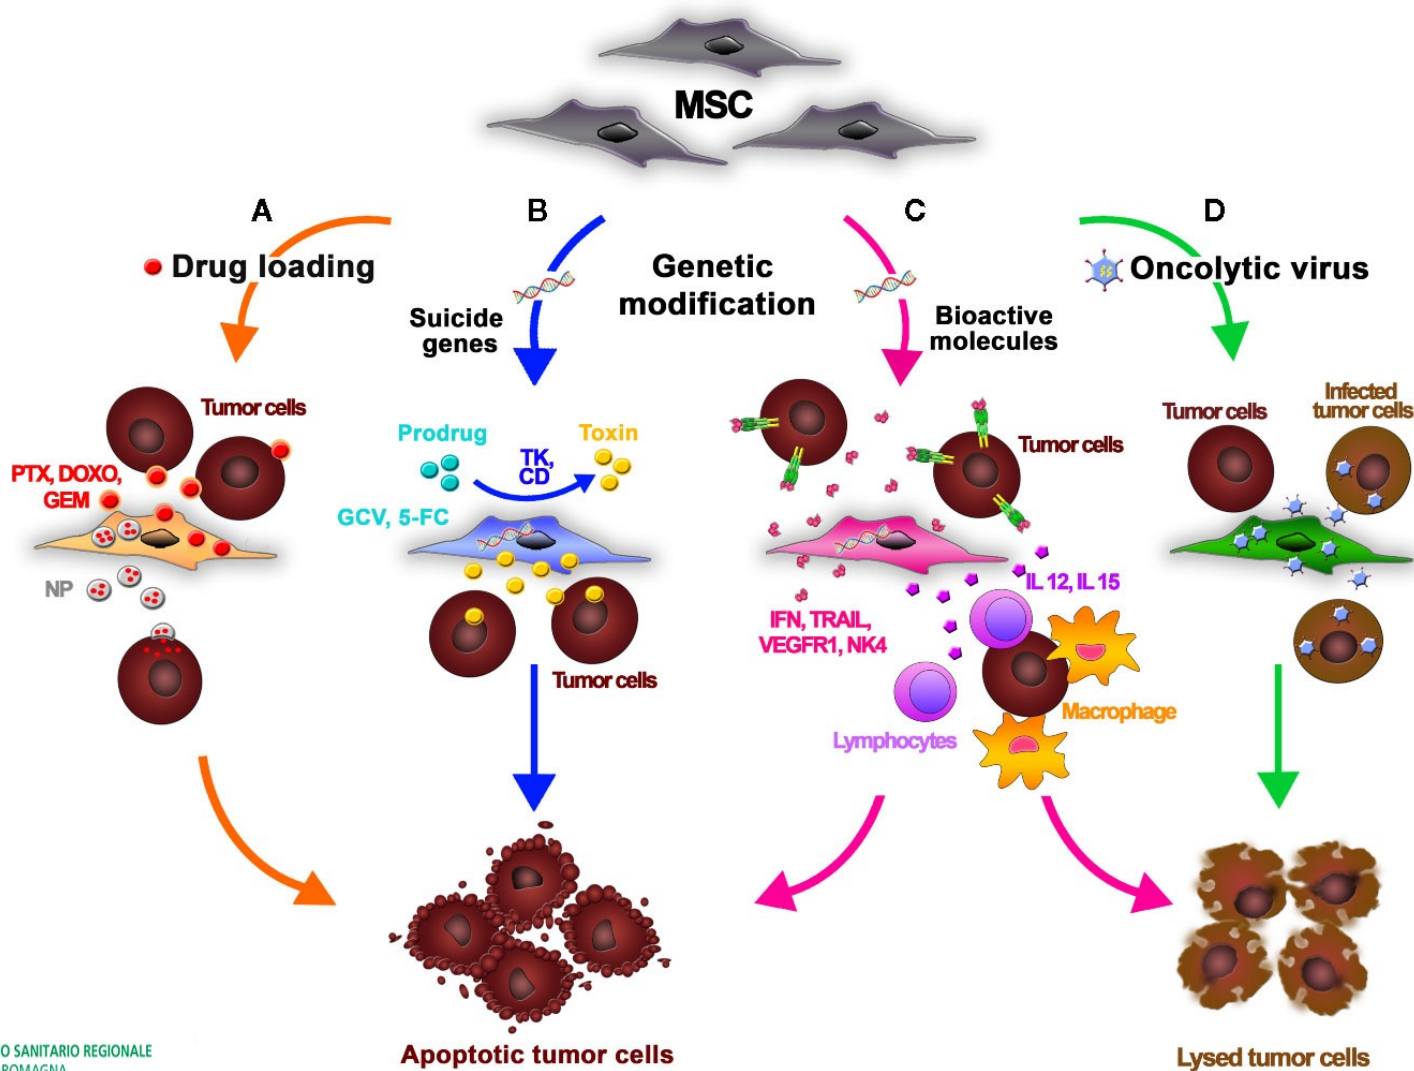 MSC
A
B
C
D
Drug loading
Genetic
modification
Oncolytic virus
Suicide
genes
Bioactive
molecules
Tumor cells
PTX, DOXO,
GEM
NP
Prodrug
Toxin
TK,
CD
GCV, 5-FC
Tumor cells
Tumor cells
IL 12, IL 15
IFN, TRAIL,
VEGFR1, NK4
Macrophage
Lymphocytes
Tumor cells
Infected
tumor cells
Apoptotic tumor cells
Lysed tumor cells
O SANITARIO REGIONALE
ROMAGNA